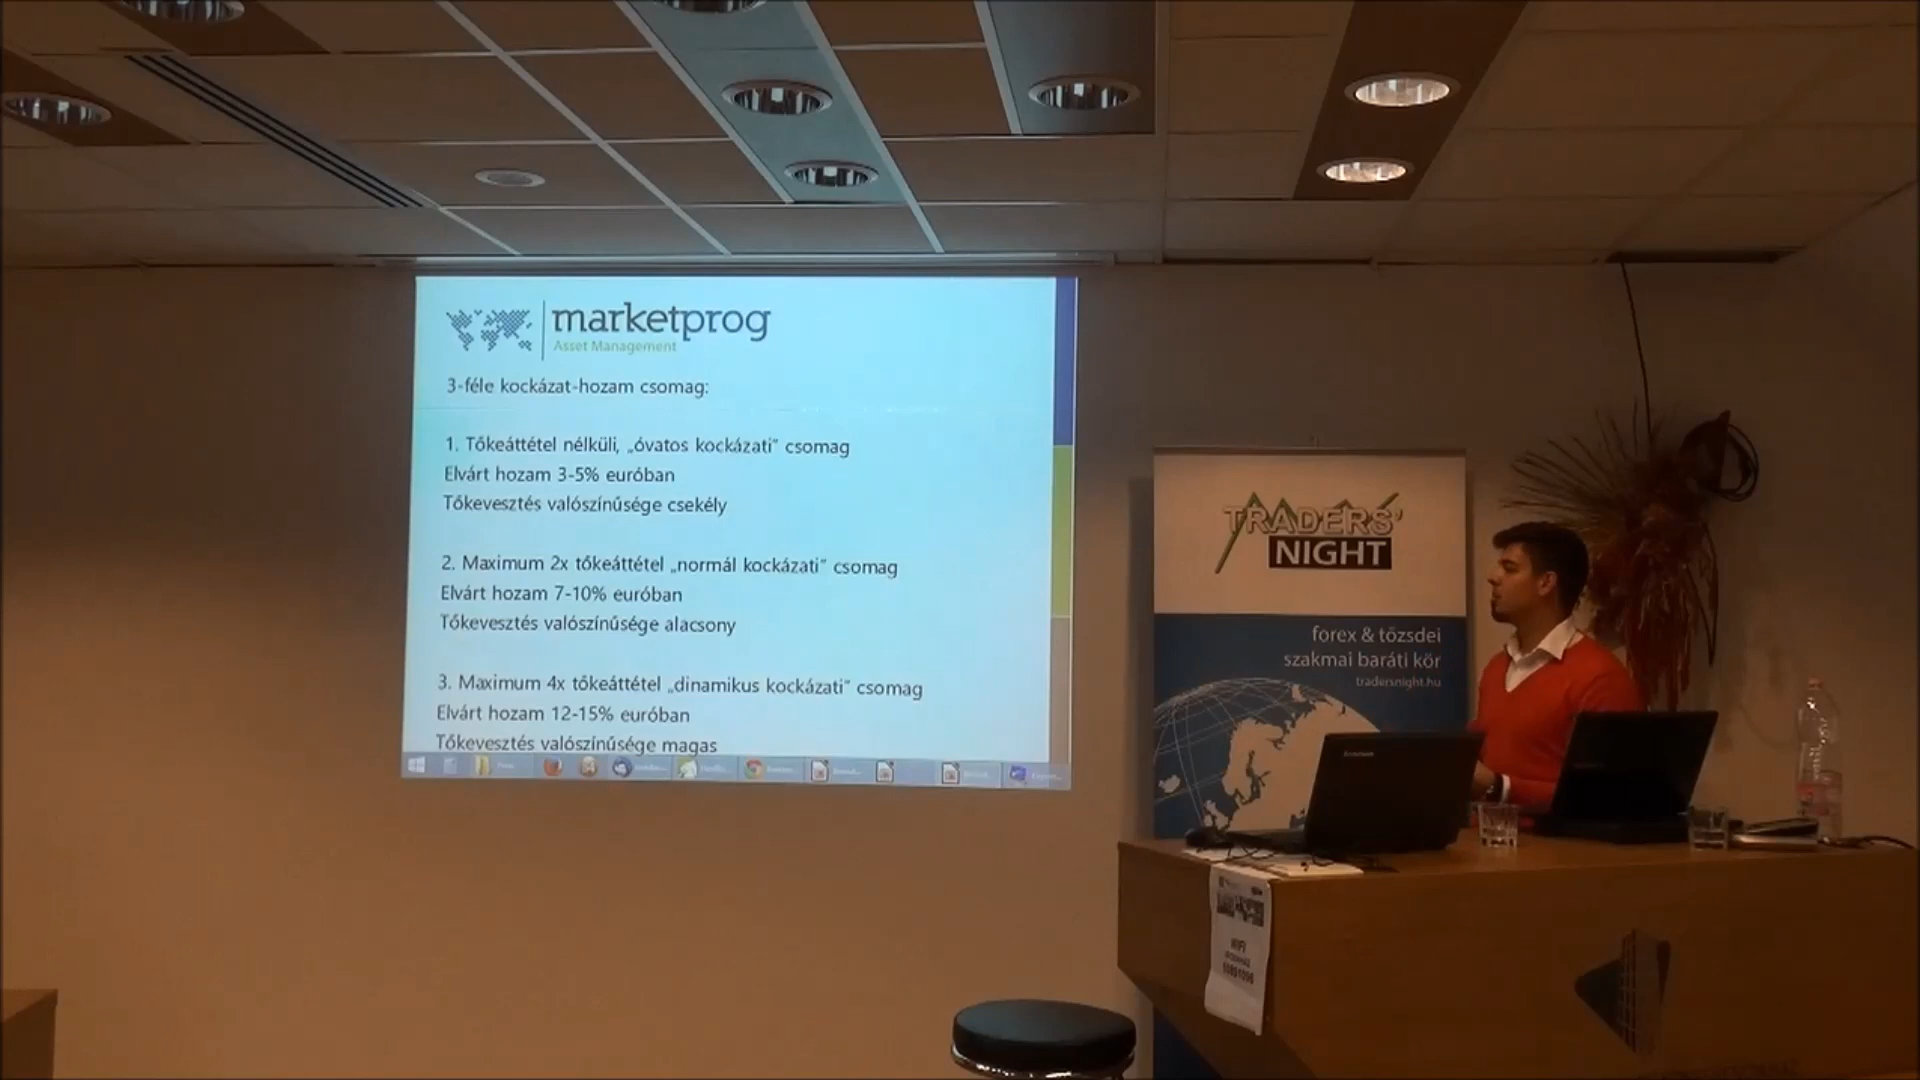 marketprog
Asset Management
3-féle kockázat-hozam csomag:
1. Tőkeáttétel nélküli, „óvatos kockázati” csomag
Elvárt hozam 3-5% euróban
Tőkevesztés valószínűsége csekély
2. Maximum 2x tőkeáttétel „normál kockázati” csomag
Elvárt hozam 7-10% euróban
Tőkevesztés valószínűsége alacsony
3. Maximum 4x tőkeáttétel „dinamikus kockázati” csomag
Elvárt hozam 12-15% euróban
Tőkevesztés valószínűsége magas
TRADERS'
NIGHT
forex & tőzsdei
szakmai baráti kör
tradersnight.hu
WIFI